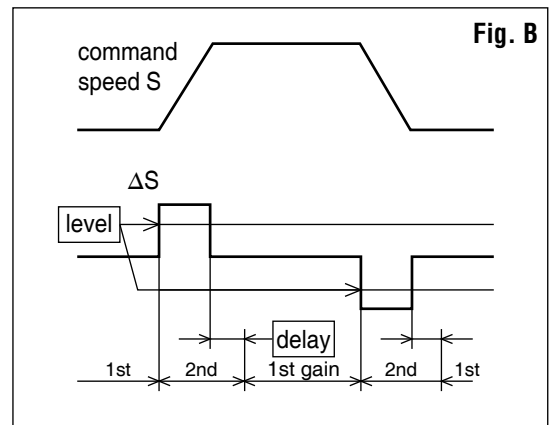 Fig. B
command
speed S
ΔS
level
delay
1st 2nd 1st gain 2nd 1st